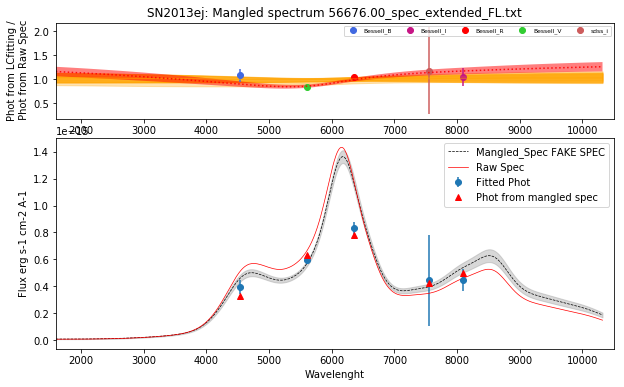 SN2013ej: Mangled spectrum 56676.00_spec_extended_FL.txt
Phot from LCfitting /
Phot from Raw Spec
2.0
1.5
1.0
0.5
Bessell_B
Bessell_I
Bessell_R
Bessell_V
sdss_i
2000 3000 4000 5000 6000 7000 8000 9000 10000
Flux erg s-1 cm-2 A-1
1.4
1.2
1.0
0.8
0.6
0.4
0.2
0.0
Mangled_Spec FAKE SPEC
Raw Spec
Fitted Phot
Phot from mangled spec
2000 3000 4000 5000 6000 7000 8000 9000 10000
Wavelenght